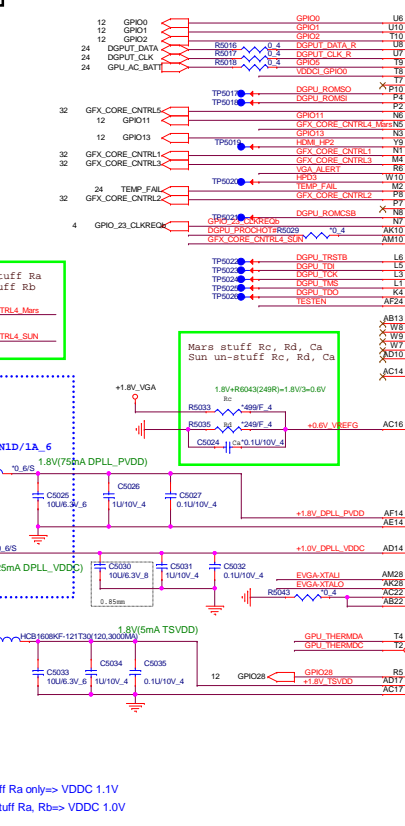 12 GPIO0 GPIO0 U6
12 GPIO1 GPIO1 U10
12 GPIO2 GPIO2 T10
24 DGPUT_DATA R5016 0_4 DGPUT_DATA_R U8
24 DGPUT_CLK R5017 0_4 DGPUT_CLK_R U7
24 GPU_AC_BATT R5018 0_4 GPIO5 T9
VDDCI_GPIO0 T8
T7
TP5017 DGPU_ROMSO P10
TP5018 DGPU_ROMSI P4
32 GFX_CORE_CNTRL5 P2
12 GPIO11 GPIO11 N6
GFX_CORE_CNTRL4_Mars N5
12 GPIO13 GPIO13 N3
TP5019 HDMI_HP2 Y9
32 GFX_CORE_CNTRL1 GFX_CORE_CNTRL1 N1
32 GFX_CORE_CNTRL3 GFX_CORE_CNTRL3 M4
VGA_ALERT R6
TP5020 HPD3 W10
24 TEMP_FAIL TEMP_FAIL M2
32 GFX_CORE_CNTRL2 GFX_CORE_CNTRL2 P8
P7
TP5021 DGPU_ROMCSB N8
4 GPIO_23_CLKREQb GPIO_23_CLKREQb N7
DGPU_PROCHOT# R5029 *0_4 AK10
GFX_CORE_CNTRL4_SUN AM10
TP5022 DGPU_TRSTB L6
TP5023 DGPU_TDI L5
TP5024 DGPU_TCK L3
TP5025 DGPU_TMS L1
TP5026 DGPU_TDO K4
TESTEN AF24
tuff Ra
uff Rb
TRL4_Mars
TRL4_SUN
AB13
W8
W9
W7
AD10
AC14
Mars stuff Rc, Rd, Ca
Sun un-stuff Rc, Rd, Ca
+1.8V_VGA
1.8V+R6043(249R)=1.8V/3=0.6V
Rc
R5033 *499/F_4
R5035 Rd *249/F_4 +0.6V_VREFG AC16
C5024 Ca *0.1U/10V_4
N1D/1A_6
*0_6/S
1.8V(75mA DPLL_PVDD)
C5025 10U/6.3V_6
C5026 1U/10V_4
C5027 0.1U/10V_4
+1.8V_DPLL_PVDD AF14
AE14
0_6/S
+1.0V_DPLL_VDDC AD14
25mA DPLL_VDDC)
C5030 10U/6.3V_8
C5031 1U/10V_4
C5032 0.1U/10V_4
0.85mm
EVGA-XTALI AM28
EVGA-XTALO AK28
R5043 *0_4 AC22
AB22
1.8V(5mA TSVDD)
HCB1608KF-121T30(120,3000MA)
GPU_THERMDA T4
GPU_THERMDC T2
C5033 10U/6.3V_6
C5034 1U/10V_4
C5035 0.1U/10V_4
12 GPIO28 GPIO28 R5
+1.8V_TSVDD AD17
AC17
ff Ra only=> VDDC 1.1V
tuff Ra, Rb=> VDDC 1.0V